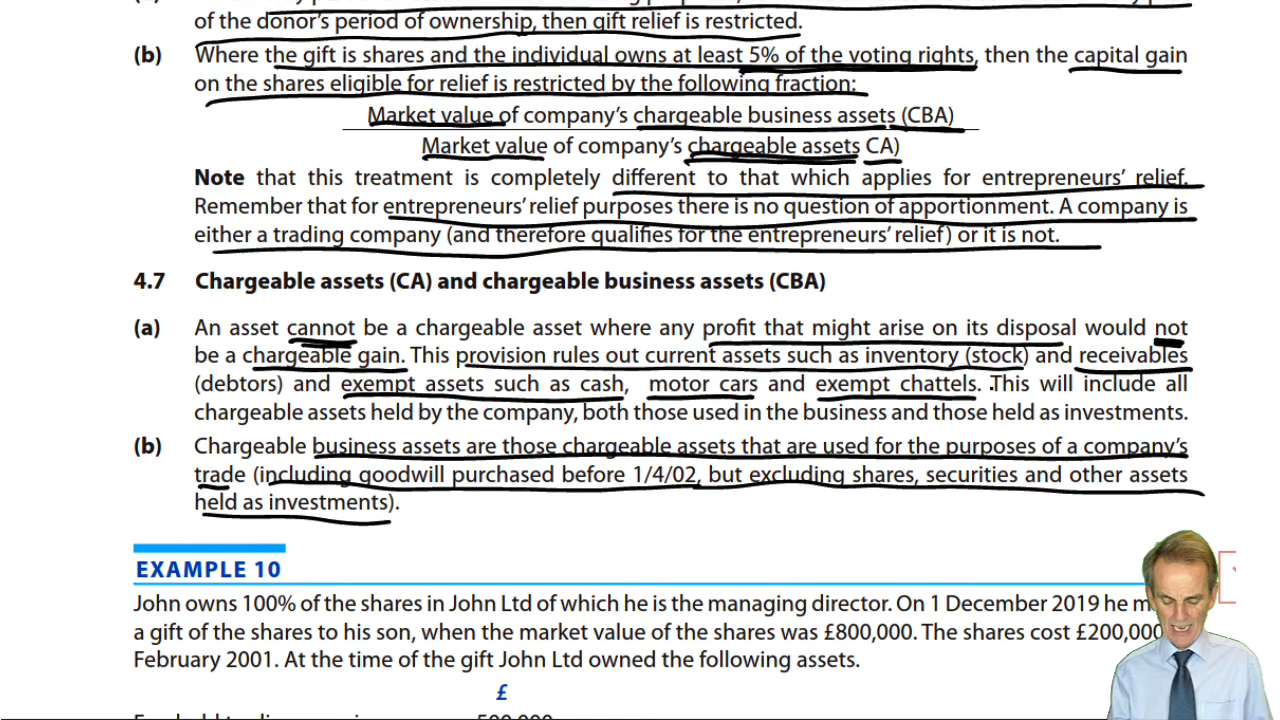 of the donor's period of ownership, then gift relief is restricted.
(b) Where the gift is shares and the individual owns at least 5% of the voting rights, then the capital gain
on the shares eligible for relief is restricted by the following fraction:
Market value of company's chargeable business assets (CBA)
Market value of company's chargeable assets CA)
Note that this treatment is completely different to that which applies for entrepreneurs' relief.
Remember that for entrepreneurs' relief purposes there is no question of apportionment. A company is
either a trading company (and therefore qualifies for the entrepreneurs' relief) or it is not.
4.7 Chargeable assets (CA) and chargeable business assets (CBA)
(a) An asset cannot be a chargeable asset where any profit that might arise on its disposal would not
be a chargeable gain. This provision rules out current assets such as inventory (stock) and receivables
(debtors) and exempt assets such as cash, motor cars and exempt chattels. This will include all
chargeable assets held by the company, both those used in the business and those held as investments.
(b) Chargeable business assets are those chargeable assets that are used for the purposes of a company's
trade (including goodwill purchased before 1/4/02, but excluding shares, securities and other assets
held as investments).
EXAMPLE 10
John owns 100% of the shares in John Ltd of which he is the managing director. On 1 December 2019 he
a gift of the shares to his son, when the market value of the shares was £800,000. The shares cost £200,000
February 2001. At the time of the gift John Ltd owned the following assets.
£